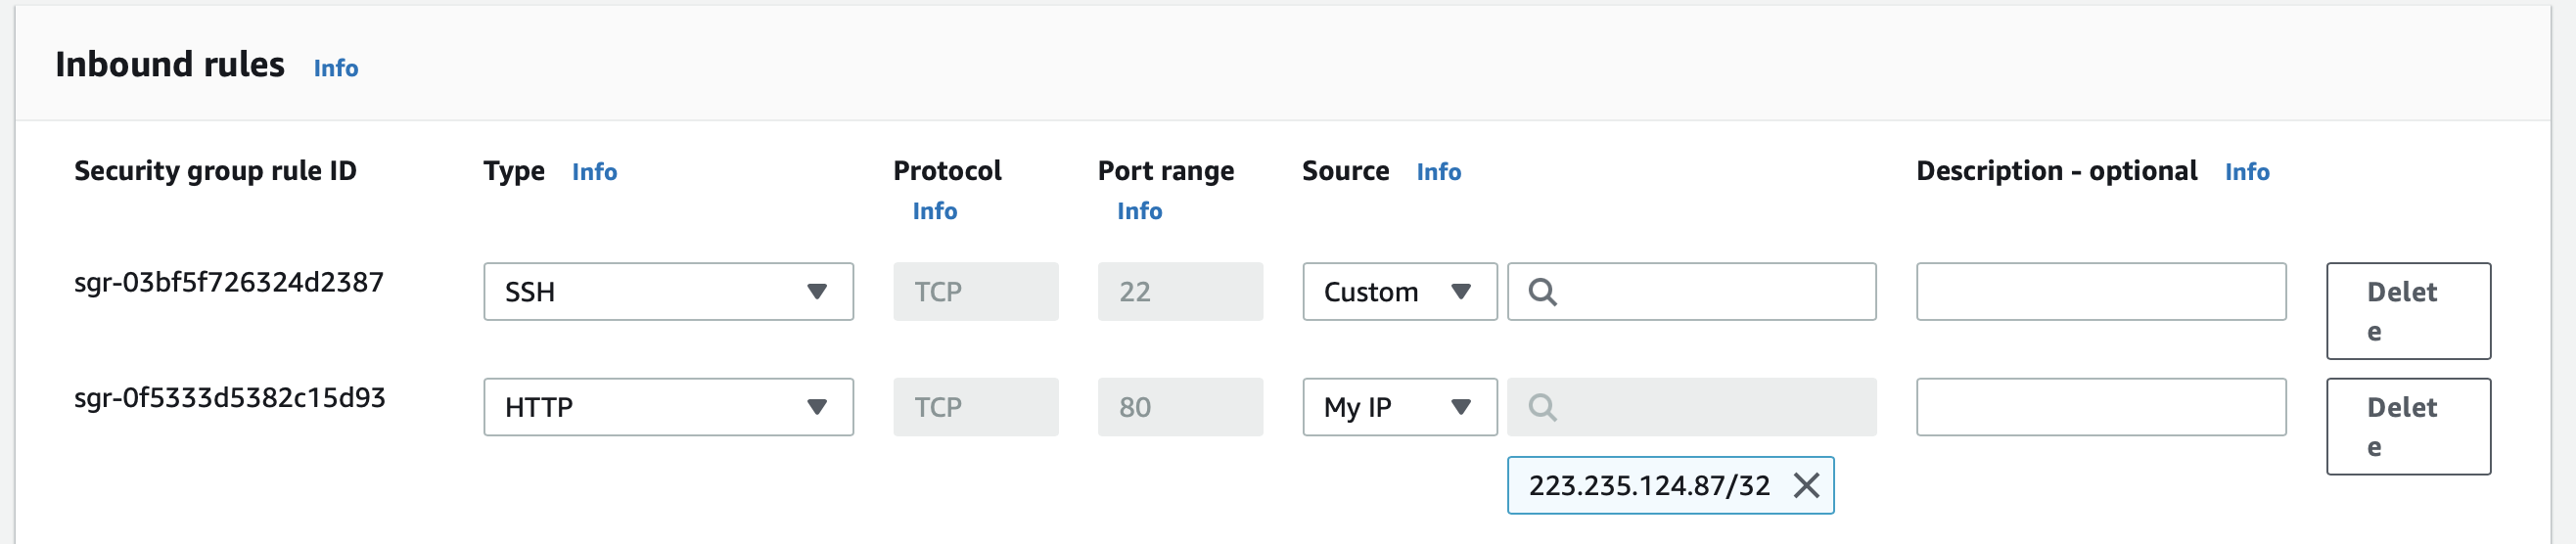 Inbound rules Info
Security group rule ID Type Info Protocol Info Port range Info Source Info Description - optional Info
sgr-03bf5f726324d2387 SSH TCP 22 Custom Delete
sgr-0f5333d5382c15d93 HTTP TCP 80 My IP Delete
223.235.124.87/32